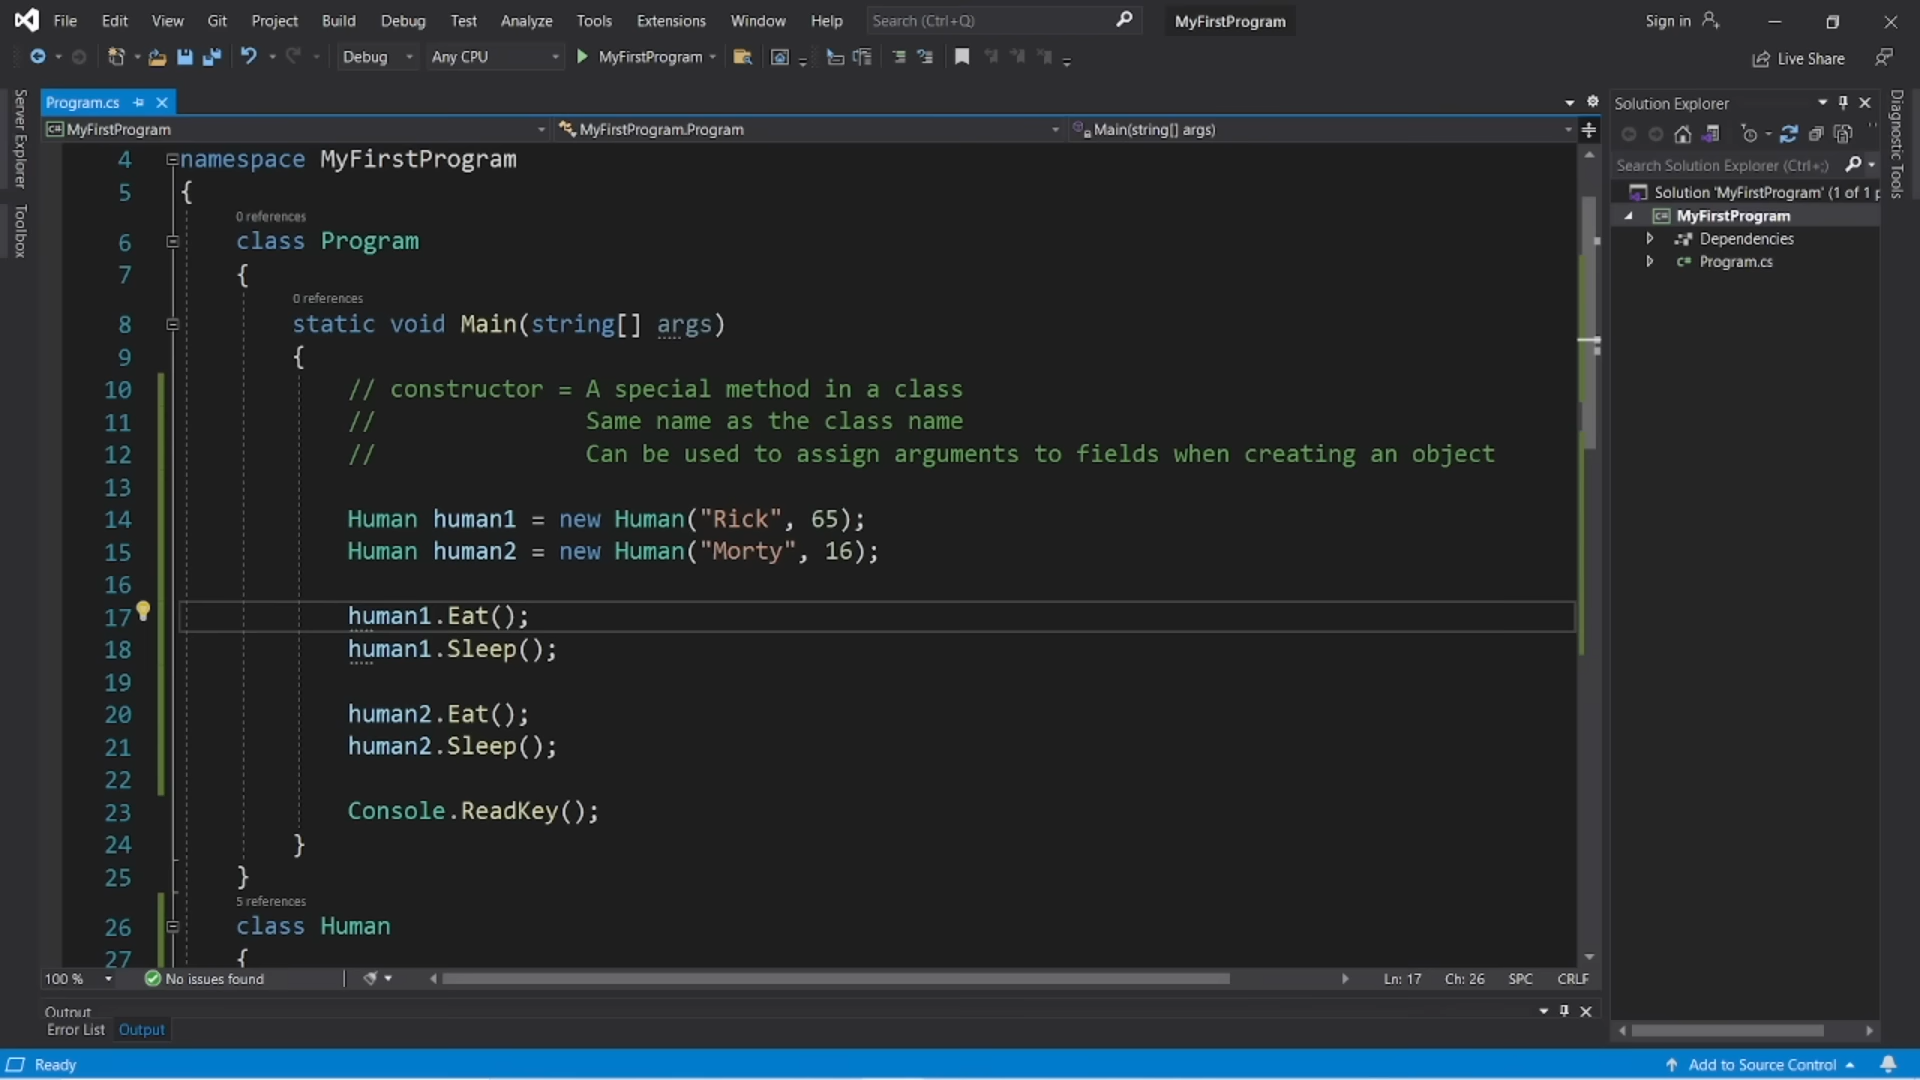 File Edit View Git Project Build Debug Test Analyze Tools Extensions Window Help Search (Ctrl+Q) MyFirstProgram Sign in
Debug Any CPU MyFirstProgram Live Share
Server Explorer
Toolbox
Program.cs
MyFirstProgram MyFirstProgram.Program Main(string[] args)
4 namespace MyFirstProgram
5 {
0 references
6 class Program
7 {
0 references
8 static void Main(string[] args)
9 {
10 // constructor = A special method in a class
11 // Same name as the class name
12 // Can be used to assign arguments to fields when creating an object
13
14 Human human1 = new Human("Rick", 65);
15 Human human2 = new Human("Morty", 16);
16
17 human1.Eat();
18 human1.Sleep();
19
20 human2.Eat();
21 human2.Sleep();
22
23 Console.ReadKey();
24 }
25 }
5 references
26 class Human
27 {
100 % No issues found Ln: 17 Ch: 26 SPC CRLF
Output
Error List Output
Ready Add to Source Control
Solution Explorer
Search Solution Explorer (Ctrl+;)
Solution 'MyFirstProgram' (1 of 1 p
MyFirstProgram
Dependencies
C# Program.cs
Diagnostic Tools